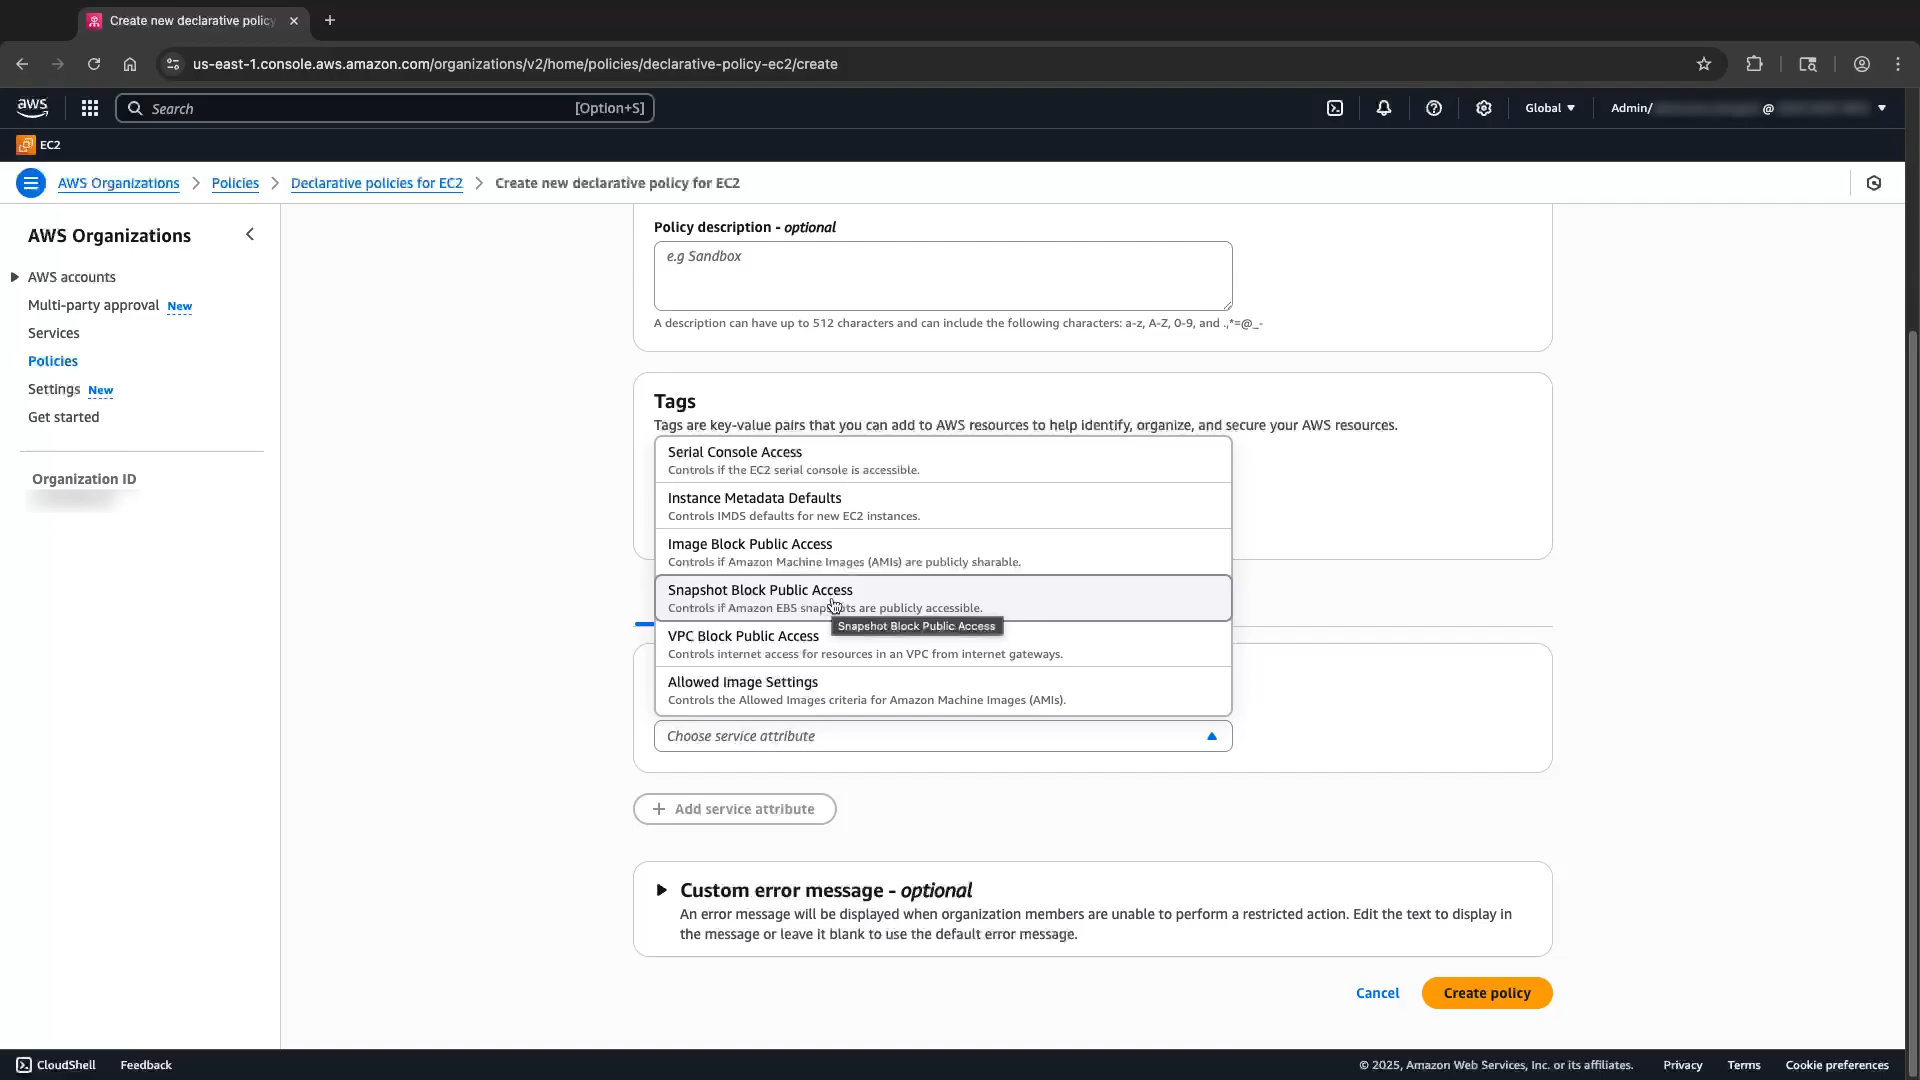 Create new declarative policy
us-east-1.console.aws.amazon.com/organizations/v2/home/policies/declarative-policy-ec2/create
aws
Search
[Option+S]
Global
Admin/
@
EC2
AWS Organizations
Policies
Declarative policies for EC2
Create new declarative policy for EC2
AWS Organizations
AWS accounts
Multi-party approval New
Services
Policies
Settings New
Get started
Organization ID
Policy description - optional
e.g Sandbox
A description can have up to 512 characters and can include the following characters: a-z, A-Z, 0-9, and .,*=@_-
Tags
Tags are key-value pairs that you can add to AWS resources to help identify, organize, and secure your AWS resources.
Serial Console Access
Controls if the EC2 serial console is accessible.
Instance Metadata Defaults
Controls IMDS defaults for new EC2 instances.
Image Block Public Access
Controls if Amazon Machine Images (AMIs) are publicly sharable.
Snapshot Block Public Access
Controls if Amazon EBS snapshots are publicly accessible.
Snapshot Block Public Access
VPC Block Public Access
Controls internet access for resources in an VPC from internet gateways.
Allowed Image Settings
Controls the Allowed Images criteria for Amazon Machine Images (AMIs).
Choose service attribute
Add service attribute
Custom error message - optional
An error message will be displayed when organization members are unable to perform a restricted action. Edit the text to display in
the message or leave it blank to use the default error message.
Cancel
Create policy
CloudShell
Feedback
© 2025, Amazon Web Services, Inc. or its affiliates.
Privacy
Terms
Cookie preferences